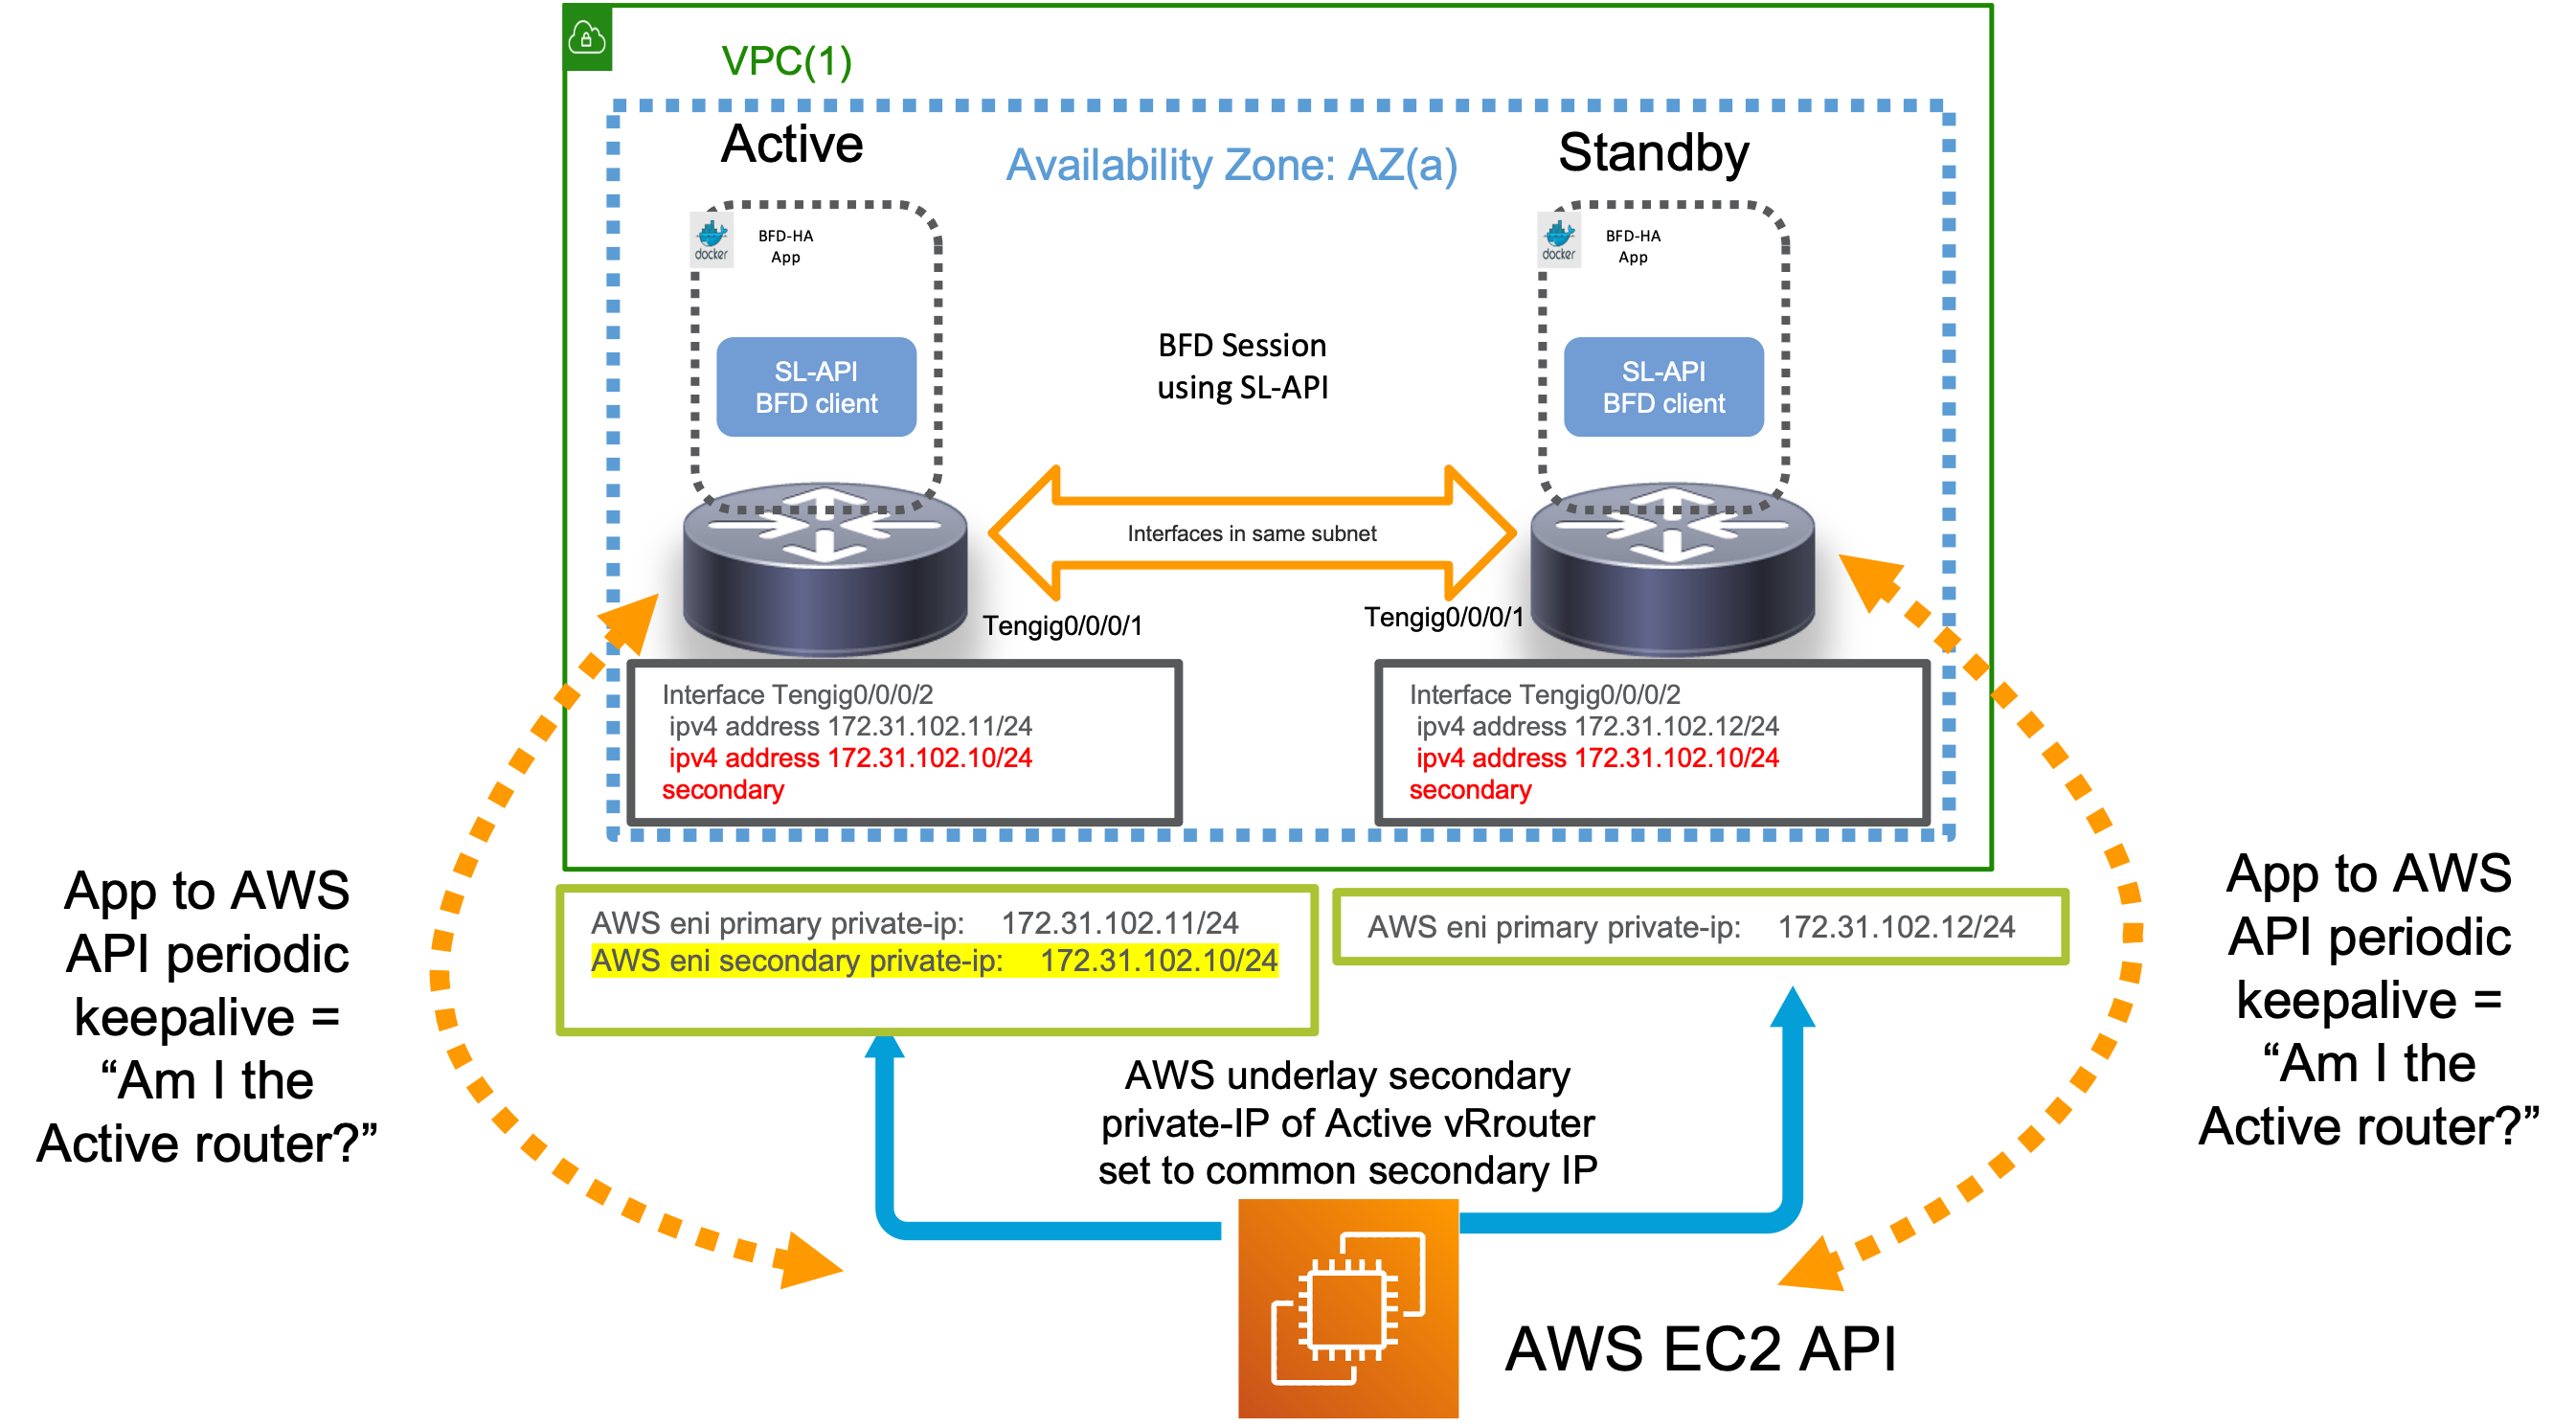 VPC(1)
Active
Availability Zone: AZ(a)
Standby
docker
BFD-HA
App
docker
BFD-HA
App
SL-API
BFD client
BFD Session
using SL-API
SL-API
BFD client
Interfaces in same subnet
Tengig0/0/0/1
Tengig0/0/0/1
Interface Tengig0/0/0/2
ipv4 address 172.31.102.11/24
ipv4 address 172.31.102.10/24
secondary
Interface Tengig0/0/0/2
ipv4 address 172.31.102.12/24
ipv4 address 172.31.102.10/24
secondary
App to AWS
API periodic
keepalive =
“Am I the
Active router?”
AWS eni primary private-ip: 172.31.102.11/24
AWS eni secondary private-ip: 172.31.102.10/24
AWS eni primary private-ip: 172.31.102.12/24
App to AWS
API periodic
keepalive =
“Am I the
Active router?”
AWS underlay secondary
private-IP of Active vRrouter
set to common secondary IP
AWS EC2 API